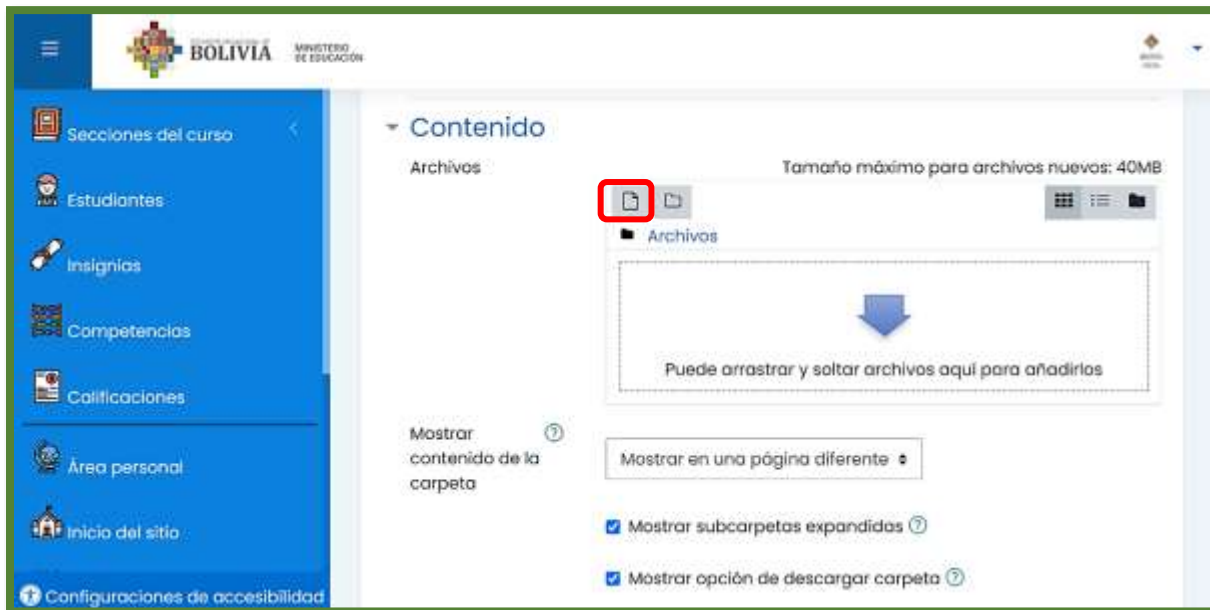 BOLIVIA
MINISTERIO
DE EDUCACIÓN
Secciones del curso
Estudiantes
Insignias
Competencias
Calificaciones
Área personal
Inicio del sitio
Configuraciones de accesibilidad
Contenido
Archivos
Tamaño máximo para archivos nuevos: 40MB
Archivos
Puede arrastrar y soltar archivos aquí para añadirlos
Mostrar
contenido de la
carpeta
Mostrar en una página diferente
Mostrar subcarpetas expandidas
Mostrar opción de descargar carpeta